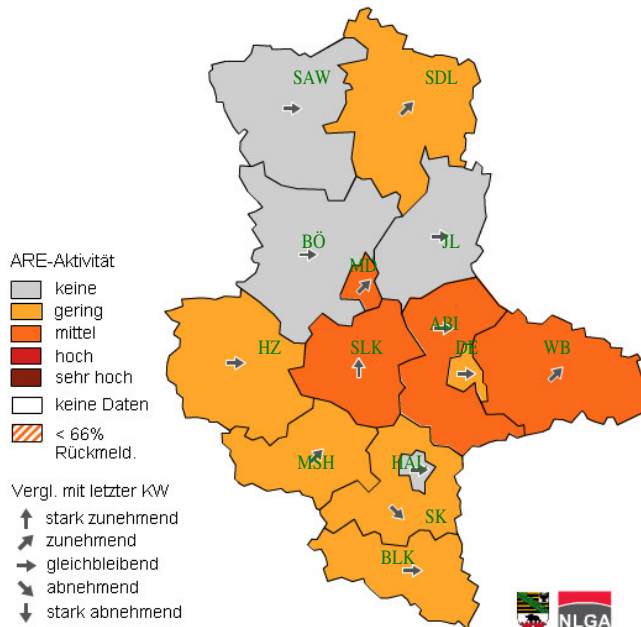 SAW
SDL
BÖ
JL
MD
ARE-Aktivität
keine
gering
mittel
hoch
sehr hoch
keine Daten
< 66%
Rückmeld.
HZ
SLK
ABI
DE
WB
MSH
HAL
SK
BLK
Vergl. mit letzter KW
stark zunehmend
zunehmend
gleichbleibend
abnehmend
stark abnehmend
NLGA